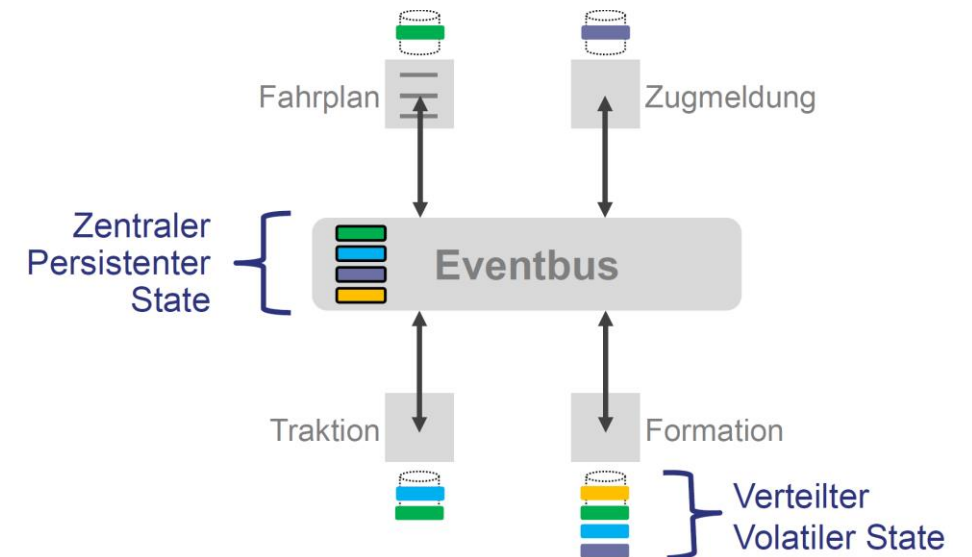 Fahrplan
Zugmeldung
Zentraler
Persistenter
State
Eventbus
Traktion
Formation
Verteilter
Volatiler State